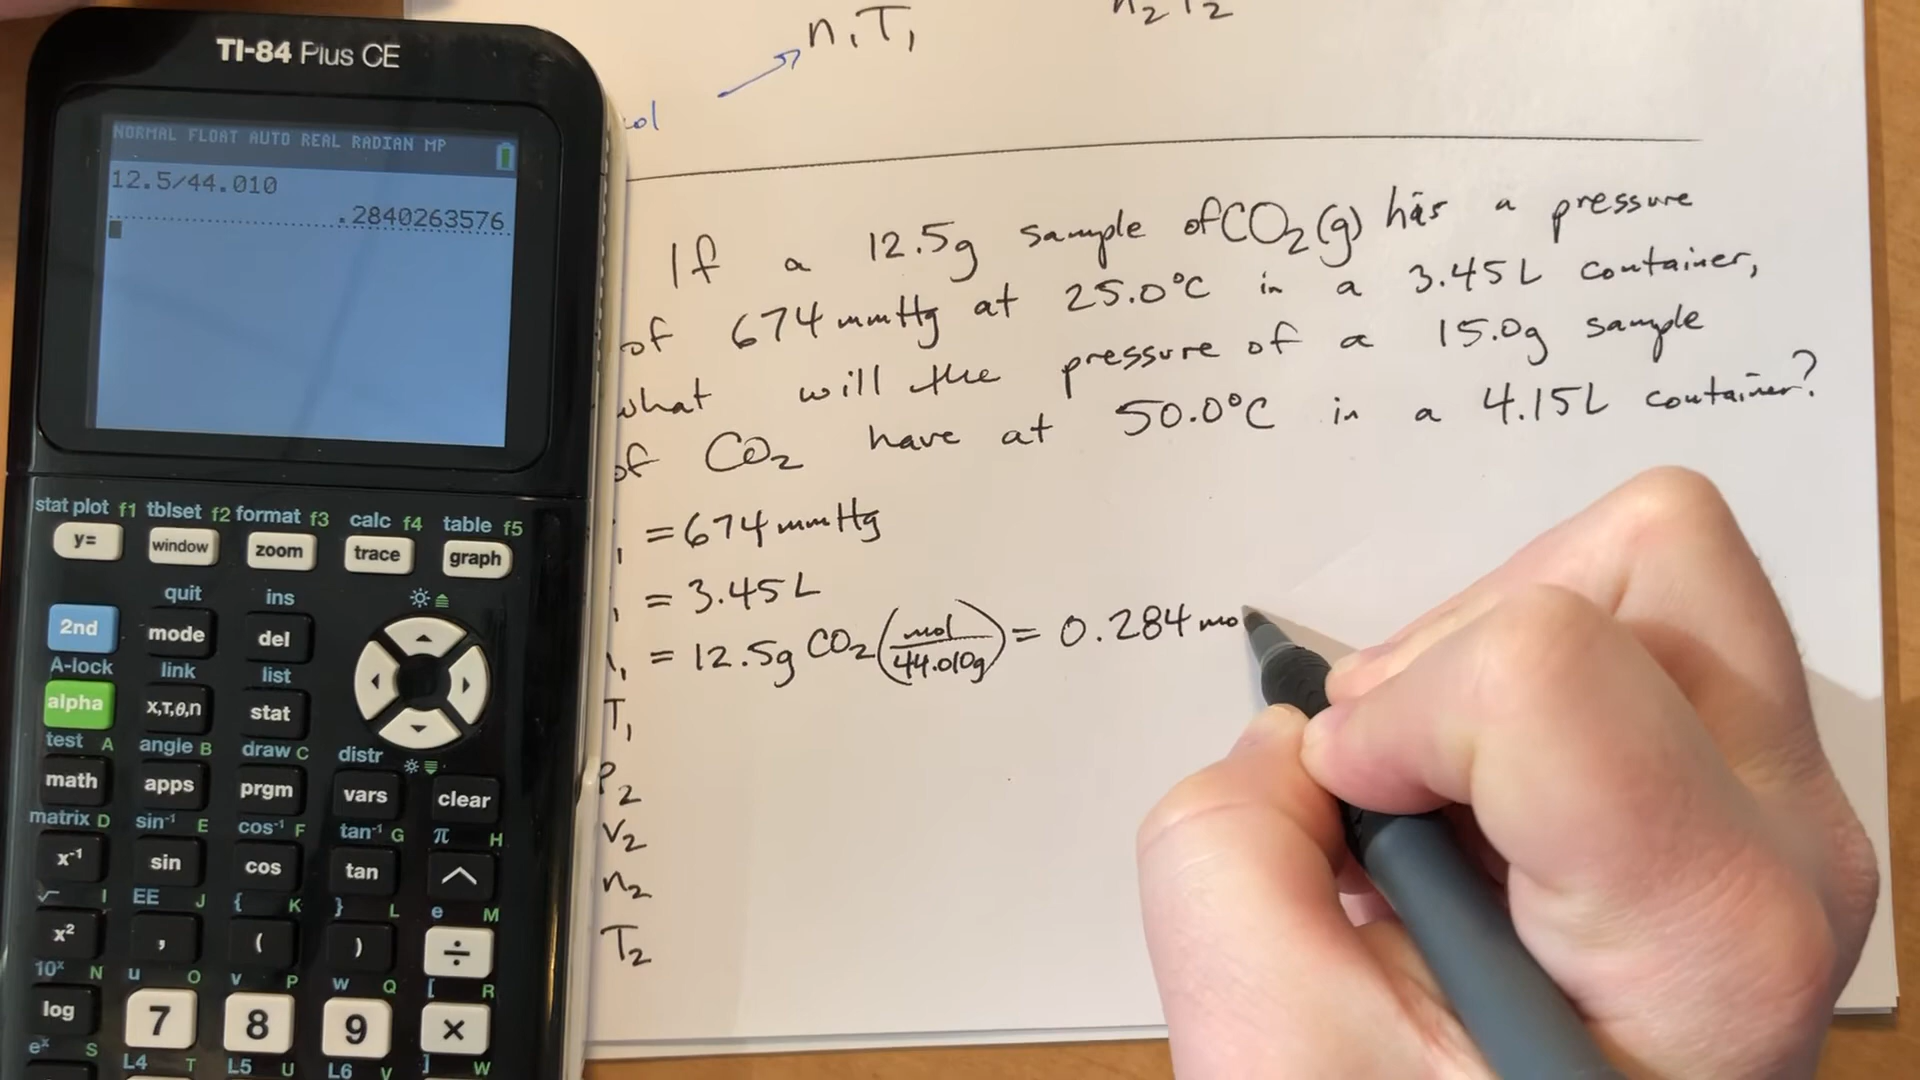 TI-84 Plus CE
NORMAL FLOAT AUTO REAL RADIAN MP
12.5/44.010
.2840263576
n₁T₁
n₂T₂
ol
If a 12.5g sample of CO₂(g) has a pressure
of 674 mmHg at 25.0°C in a 3.45L container,
what will the pressure of a 15.0g sample
of CO₂ have at 50.0°C in a 4.15L container?
₁ = 674 mmHg
₁ = 3.45 L
₁ = 12.5g CO₂(mol/44.010g) = 0.284 mo
T₁
P₂
V₂
n₂
T₂
stat plot f1 tblset f2 format f3 calc f4 table f5
y= window zoom trace graph
quit ins
2nd mode del
A-lock link list
alpha x,T,θ,n stat
test A angle B draw C distr
math apps prgm vars clear
matrix D sin⁻¹ E cos⁻¹ F tan⁻¹ G π H
x⁻¹ sin cos tan ^
√ I EE J { K } L e M
x² , ( ) ÷
10ˣ N u O v P w Q [ R
log 7 8 9 ×
eˣ S L4 T L5 U L6 V ] W